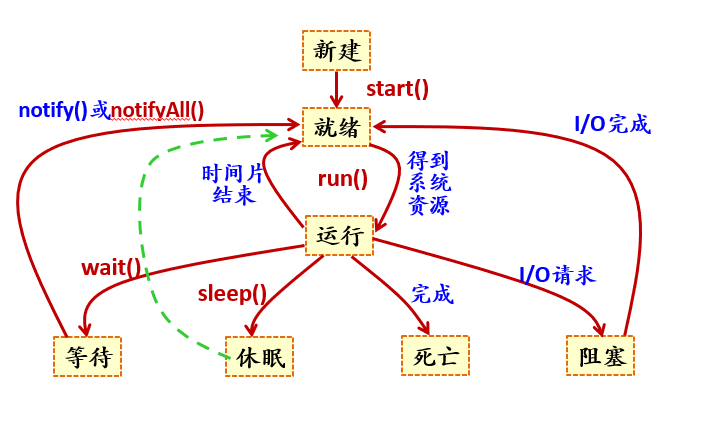 新建
start()
notify()或notifyAll()
就绪
I/O完成
时间片
结束
run()
得到
系统
资源
运行
wait()
sleep()
完成
I/O请求
等待
休眠
死亡
阻塞